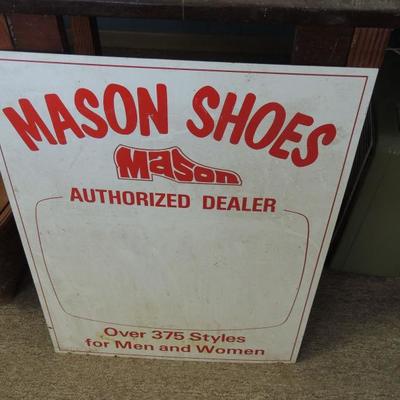 MASON SHOES
Mason
AUTHORIZED DEALER
Over 375 Styles
for Men and Women